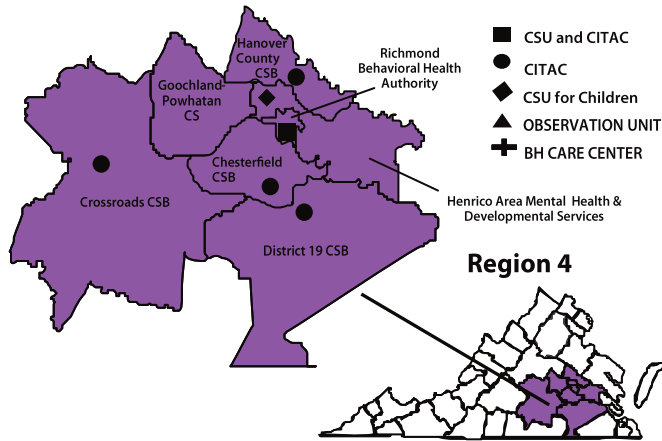 Hanover
County
CSB
Goochland-
Powhatan
CS
Richmond
Behavioral Health
Authority
Chesterfield
CSB
Crossroads CSB
District 19 CSB
Henrico Area Mental Health &
Developmental Services
CSU and CITAC
CITAC
CSU for Children
OBSERVATION UNIT
BH CARE CENTER
Region 4